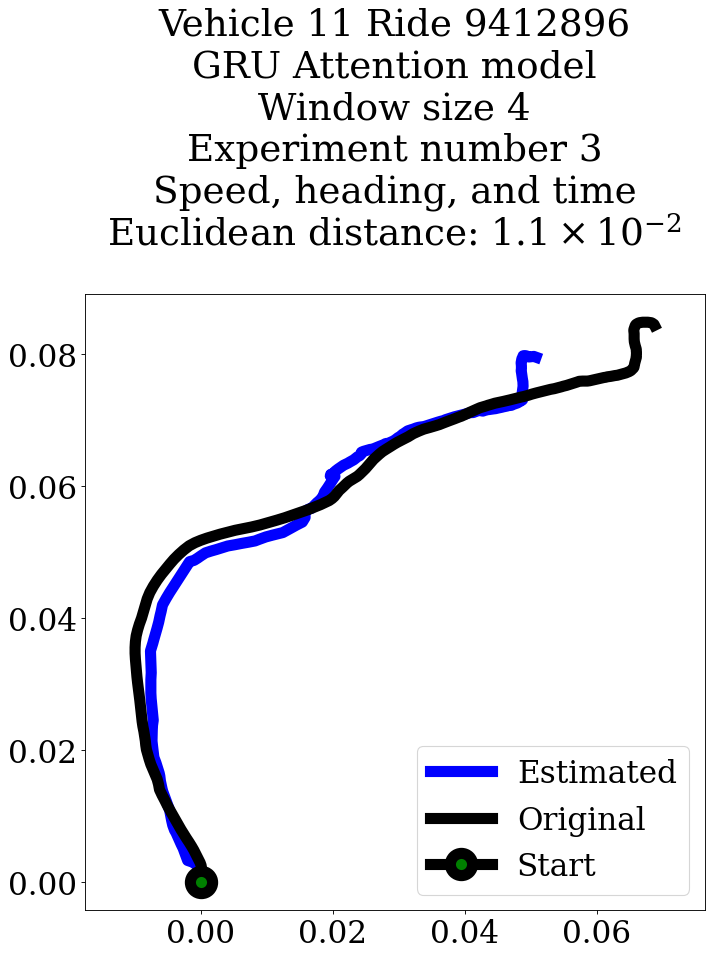 Vehicle 11 Ride 9412896
GRU Attention model
Window size 4
Experiment number 3
Speed, heading, and time
Euclidean distance: 1.1 × 10⁻²
0.08
0.06
0.04
0.02
0.00
Estimated
Original
Start
0.00 0.02 0.04 0.06